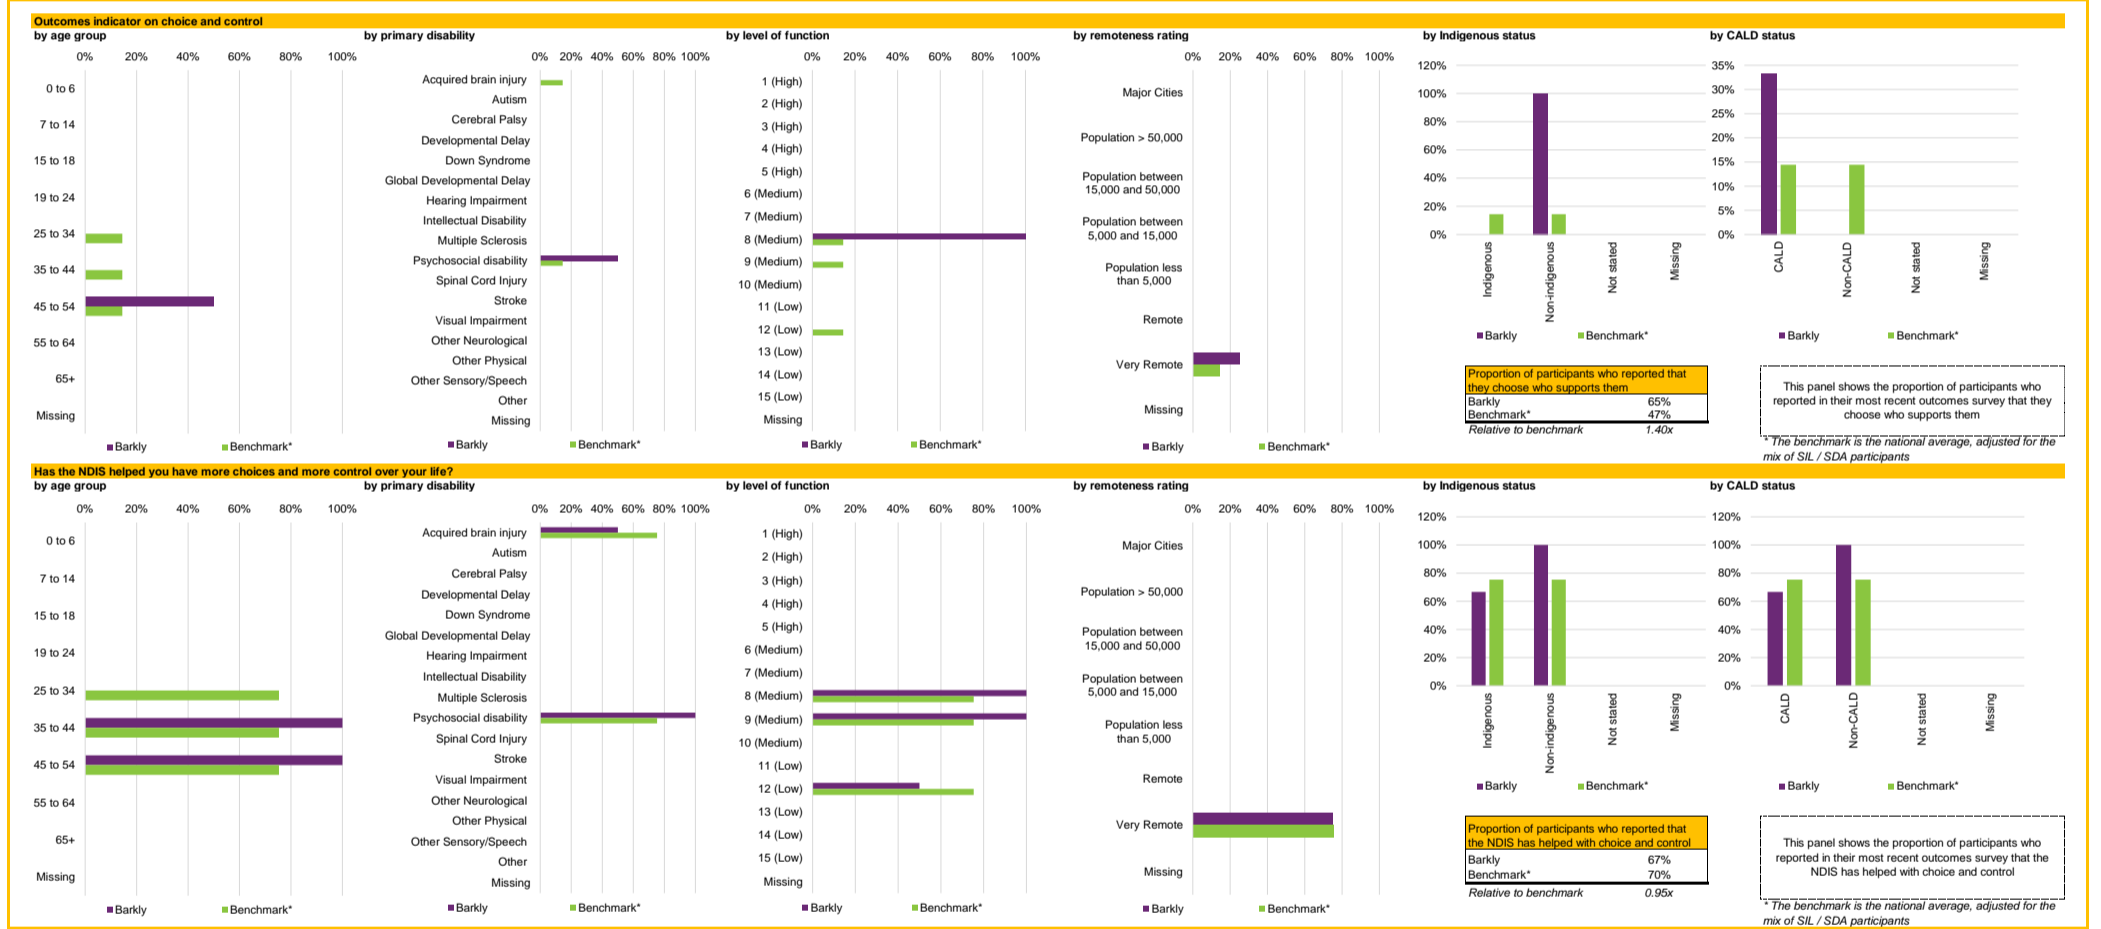 Outcomes indicator on choice and control
by age group
0% 20% 40% 60% 80% 100%
0 to 6
7 to 14
15 to 18
19 to 24
25 to 34
35 to 44
45 to 54
55 to 64
65+
Missing
Barkly Benchmark*
by primary disability
0% 20% 40% 60% 80% 100%
Acquired brain injury
Autism
Cerebral Palsy
Developmental Delay
Down Syndrome
Global Developmental Delay
Hearing Impairment
Intellectual Disability
Multiple Sclerosis
Psychosocial disability
Spinal Cord Injury
Stroke
Visual Impairment
Other Neurological
Other Physical
Other Sensory/Speech
Other
Missing
Barkly Benchmark*
by level of function
0% 20% 40% 60% 80% 100%
1 (High)
2 (High)
3 (High)
4 (High)
5 (High)
6 (Medium)
7 (Medium)
8 (Medium)
9 (Medium)
10 (Medium)
11 (Low)
12 (Low)
13 (Low)
14 (Low)
15 (Low)
Missing
Barkly Benchmark*
by remoteness rating
0% 20% 40% 60% 80% 100%
Major Cities
Population > 50,000
Population between
15,000 and 50,000
Population between
5,000 and 15,000
Population less
than 5,000
Remote
Very Remote
Missing
Barkly Benchmark*
by Indigenous status
120%
100%
80%
60%
40%
20%
0%
Indigenous
Non-indigenous
Not stated
Missing
Barkly Benchmark*
by CALD status
35%
30%
25%
20%
15%
10%
5%
0%
CALD
Non-CALD
Not stated
Missing
Barkly Benchmark*
Proportion of participants who reported that
they choose who supports them
Barkly 65%
Benchmark* 47%
Relative to benchmark 1.40x
This panel shows the proportion of participants who
reported in their most recent outcomes survey that they
choose who supports them
* The benchmark is the national average, adjusted for the
mix of SIL / SDA participants
Has the NDIS helped you have more choices and more control over your life?
by age group
0% 20% 40% 60% 80% 100%
0 to 6
7 to 14
15 to 18
19 to 24
25 to 34
35 to 44
45 to 54
55 to 64
65+
Missing
Barkly Benchmark*
by primary disability
0% 20% 40% 60% 80% 100%
Acquired brain injury
Autism
Cerebral Palsy
Developmental Delay
Down Syndrome
Global Developmental Delay
Hearing Impairment
Intellectual Disability
Multiple Sclerosis
Psychosocial disability
Spinal Cord Injury
Stroke
Visual Impairment
Other Neurological
Other Physical
Other Sensory/Speech
Other
Missing
Barkly Benchmark*
by level of function
0% 20% 40% 60% 80% 100%
1 (High)
2 (High)
3 (High)
4 (High)
5 (High)
6 (Medium)
7 (Medium)
8 (Medium)
9 (Medium)
10 (Medium)
11 (Low)
12 (Low)
13 (Low)
14 (Low)
15 (Low)
Missing
Barkly Benchmark*
by remoteness rating
0% 20% 40% 60% 80% 100%
Major Cities
Population > 50,000
Population between
15,000 and 50,000
Population between
5,000 and 15,000
Population less
than 5,000
Remote
Very Remote
Missing
Barkly Benchmark*
by Indigenous status
120%
100%
80%
60%
40%
20%
0%
Indigenous
Non-indigenous
Not stated
Missing
Barkly Benchmark*
by CALD status
120%
100%
80%
60%
40%
20%
0%
CALD
Non-CALD
Not stated
Missing
Barkly Benchmark*
Proportion of participants who reported that
the NDIS has helped with choice and control
Barkly 67%
Benchmark* 70%
Relative to benchmark 0.95x
This panel shows the proportion of participants who
reported in their most recent outcomes survey that the
NDIS has helped with choice and control
* The benchmark is the national average, adjusted for the
mix of SIL / SDA participants